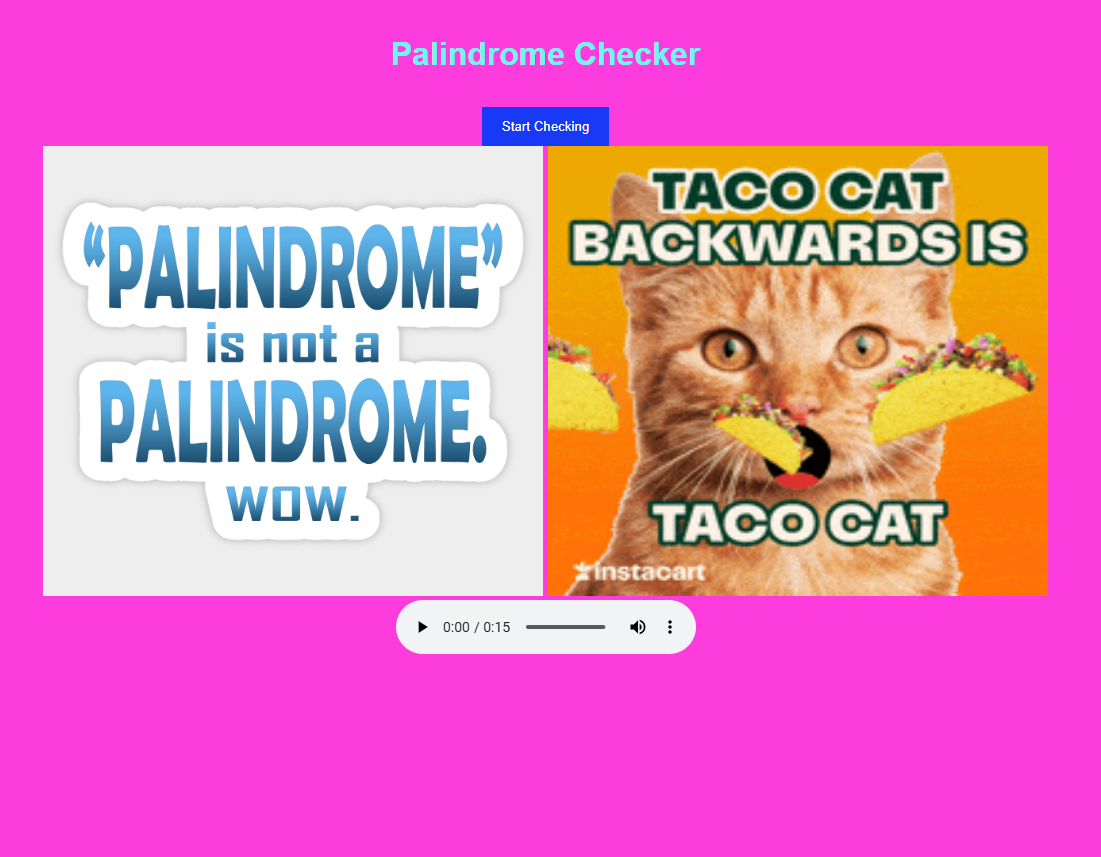 Palindrome Checker
Start Checking
“PALINDROME”
is not a
PALINDROME.
wow.
TACO CAT
BACKWARDS IS
TACO CAT
instacart
0:00 / 0:15